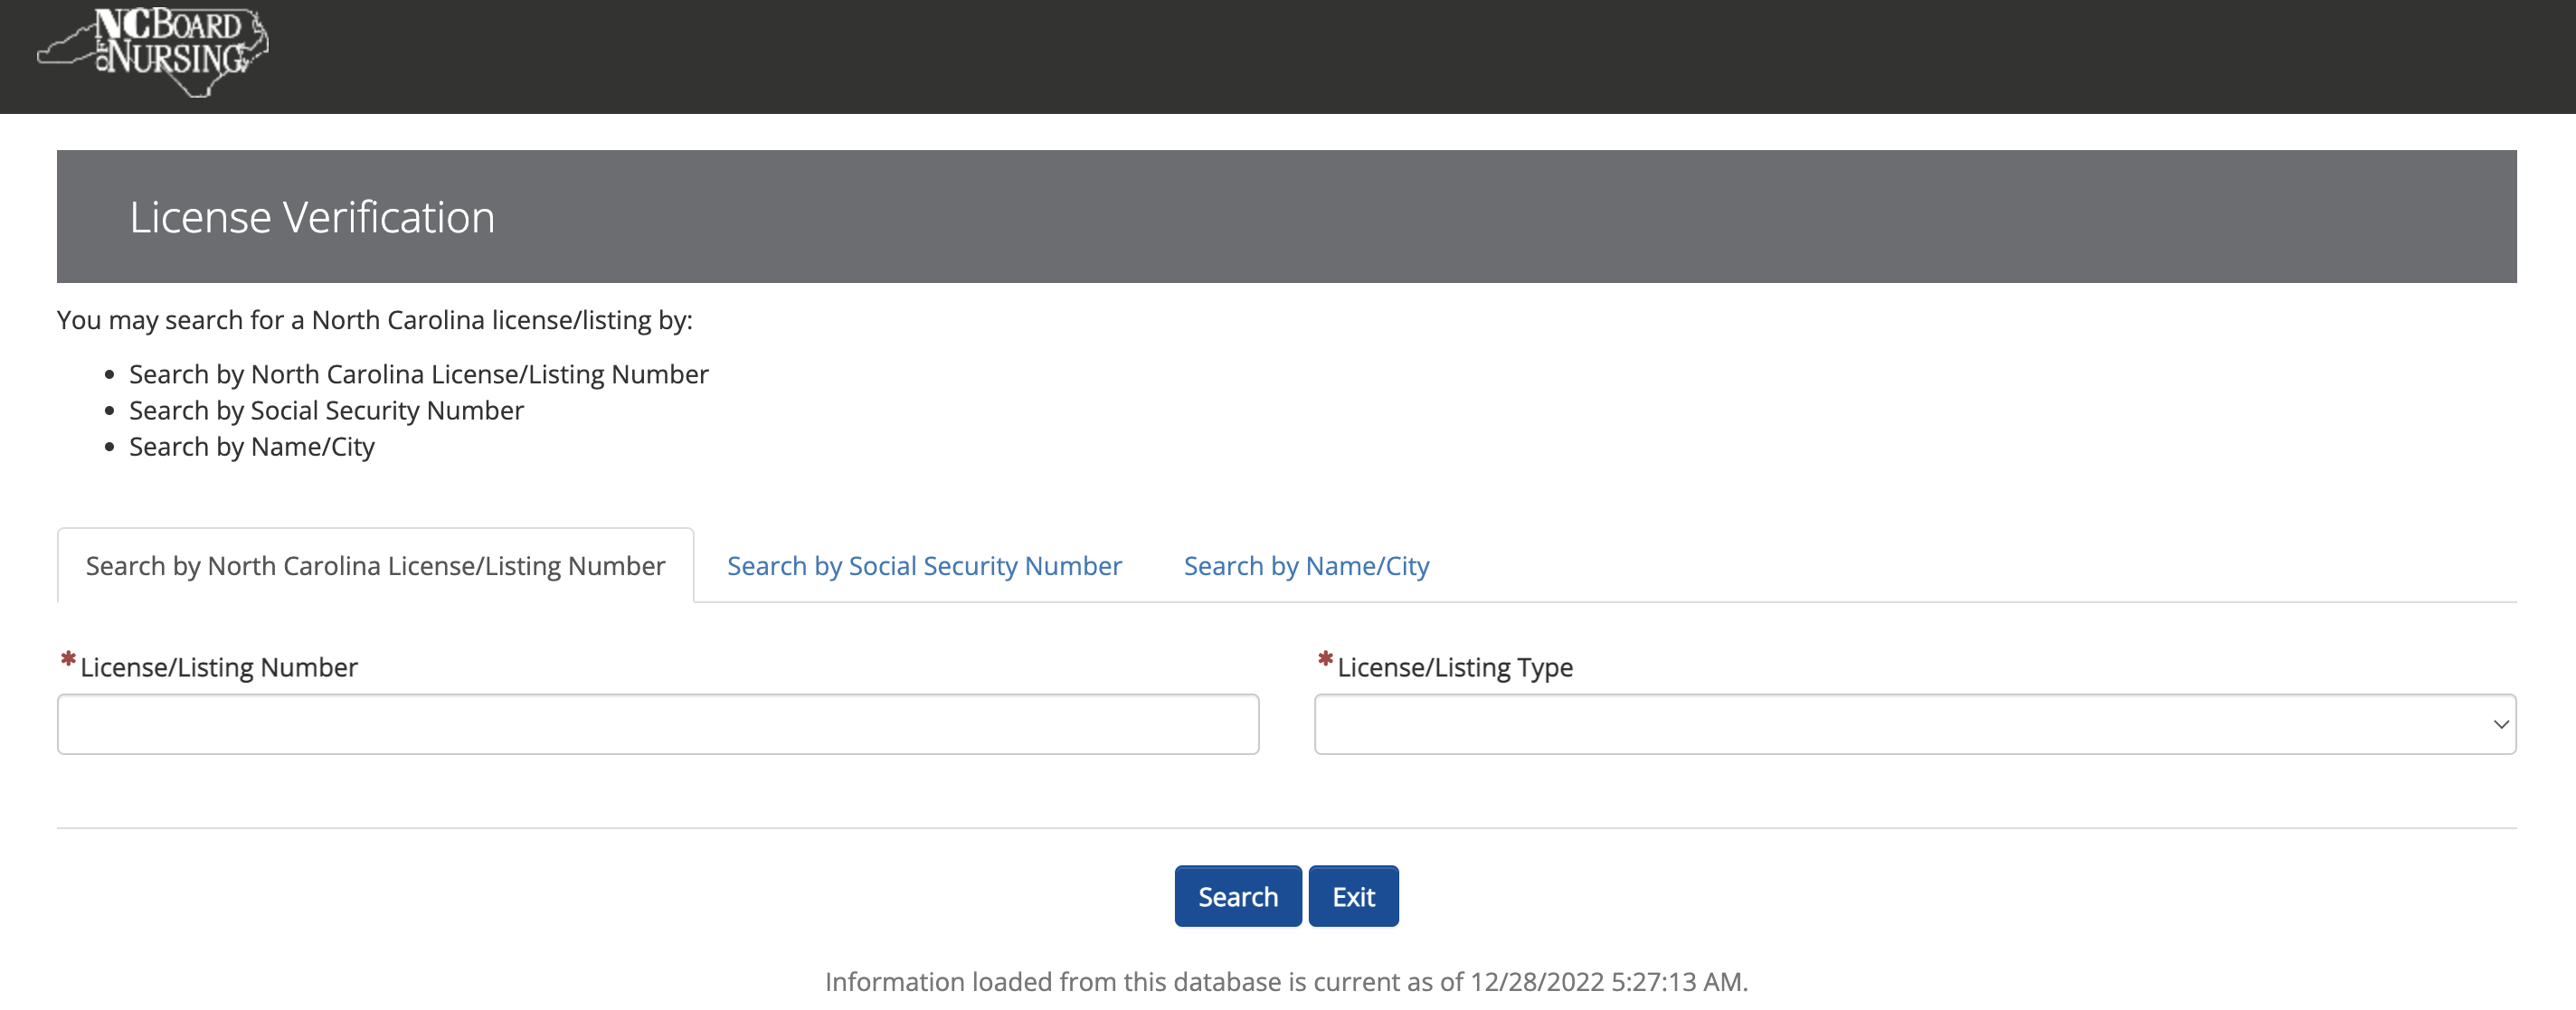 NCBOARD
OF NURSING
License Verification
You may search for a North Carolina license/listing by:
• Search by North Carolina License/Listing Number
• Search by Social Security Number
• Search by Name/City
Search by North Carolina License/Listing Number Search by Social Security Number Search by Name/City
* License/Listing Number * License/Listing Type
Search Exit
Information loaded from this database is current as of 12/28/2022 5:27:13 AM.